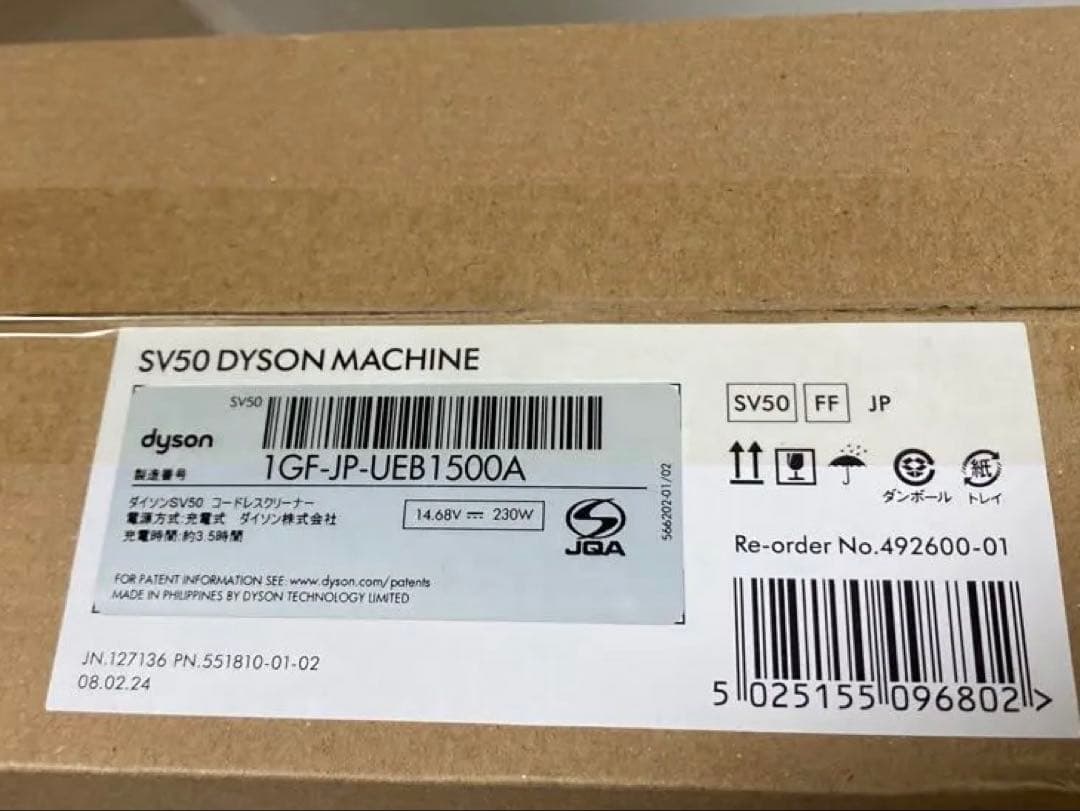 SV50 DYSON MACHINE
SV50
dyson
製造番号 1GF-JP-UEB1500A
ダイソンSV50 コードレスクリーナー
電源方式:充電式 ダイソン株式会社
充電時間:約3.5時間
14.68V ⎓ 230W
JQA
566202-01/02
FOR PATENT INFORMATION SEE: www.dyson.com/patents
MADE IN PHILIPPINES BY DYSON TECHNOLOGY LIMITED
JN.127136 PN.551810-01-02
08.02.24
SV50 FF JP
紙
ダンボール トレイ
Re-order No.492600-01
5 025155 096802 >